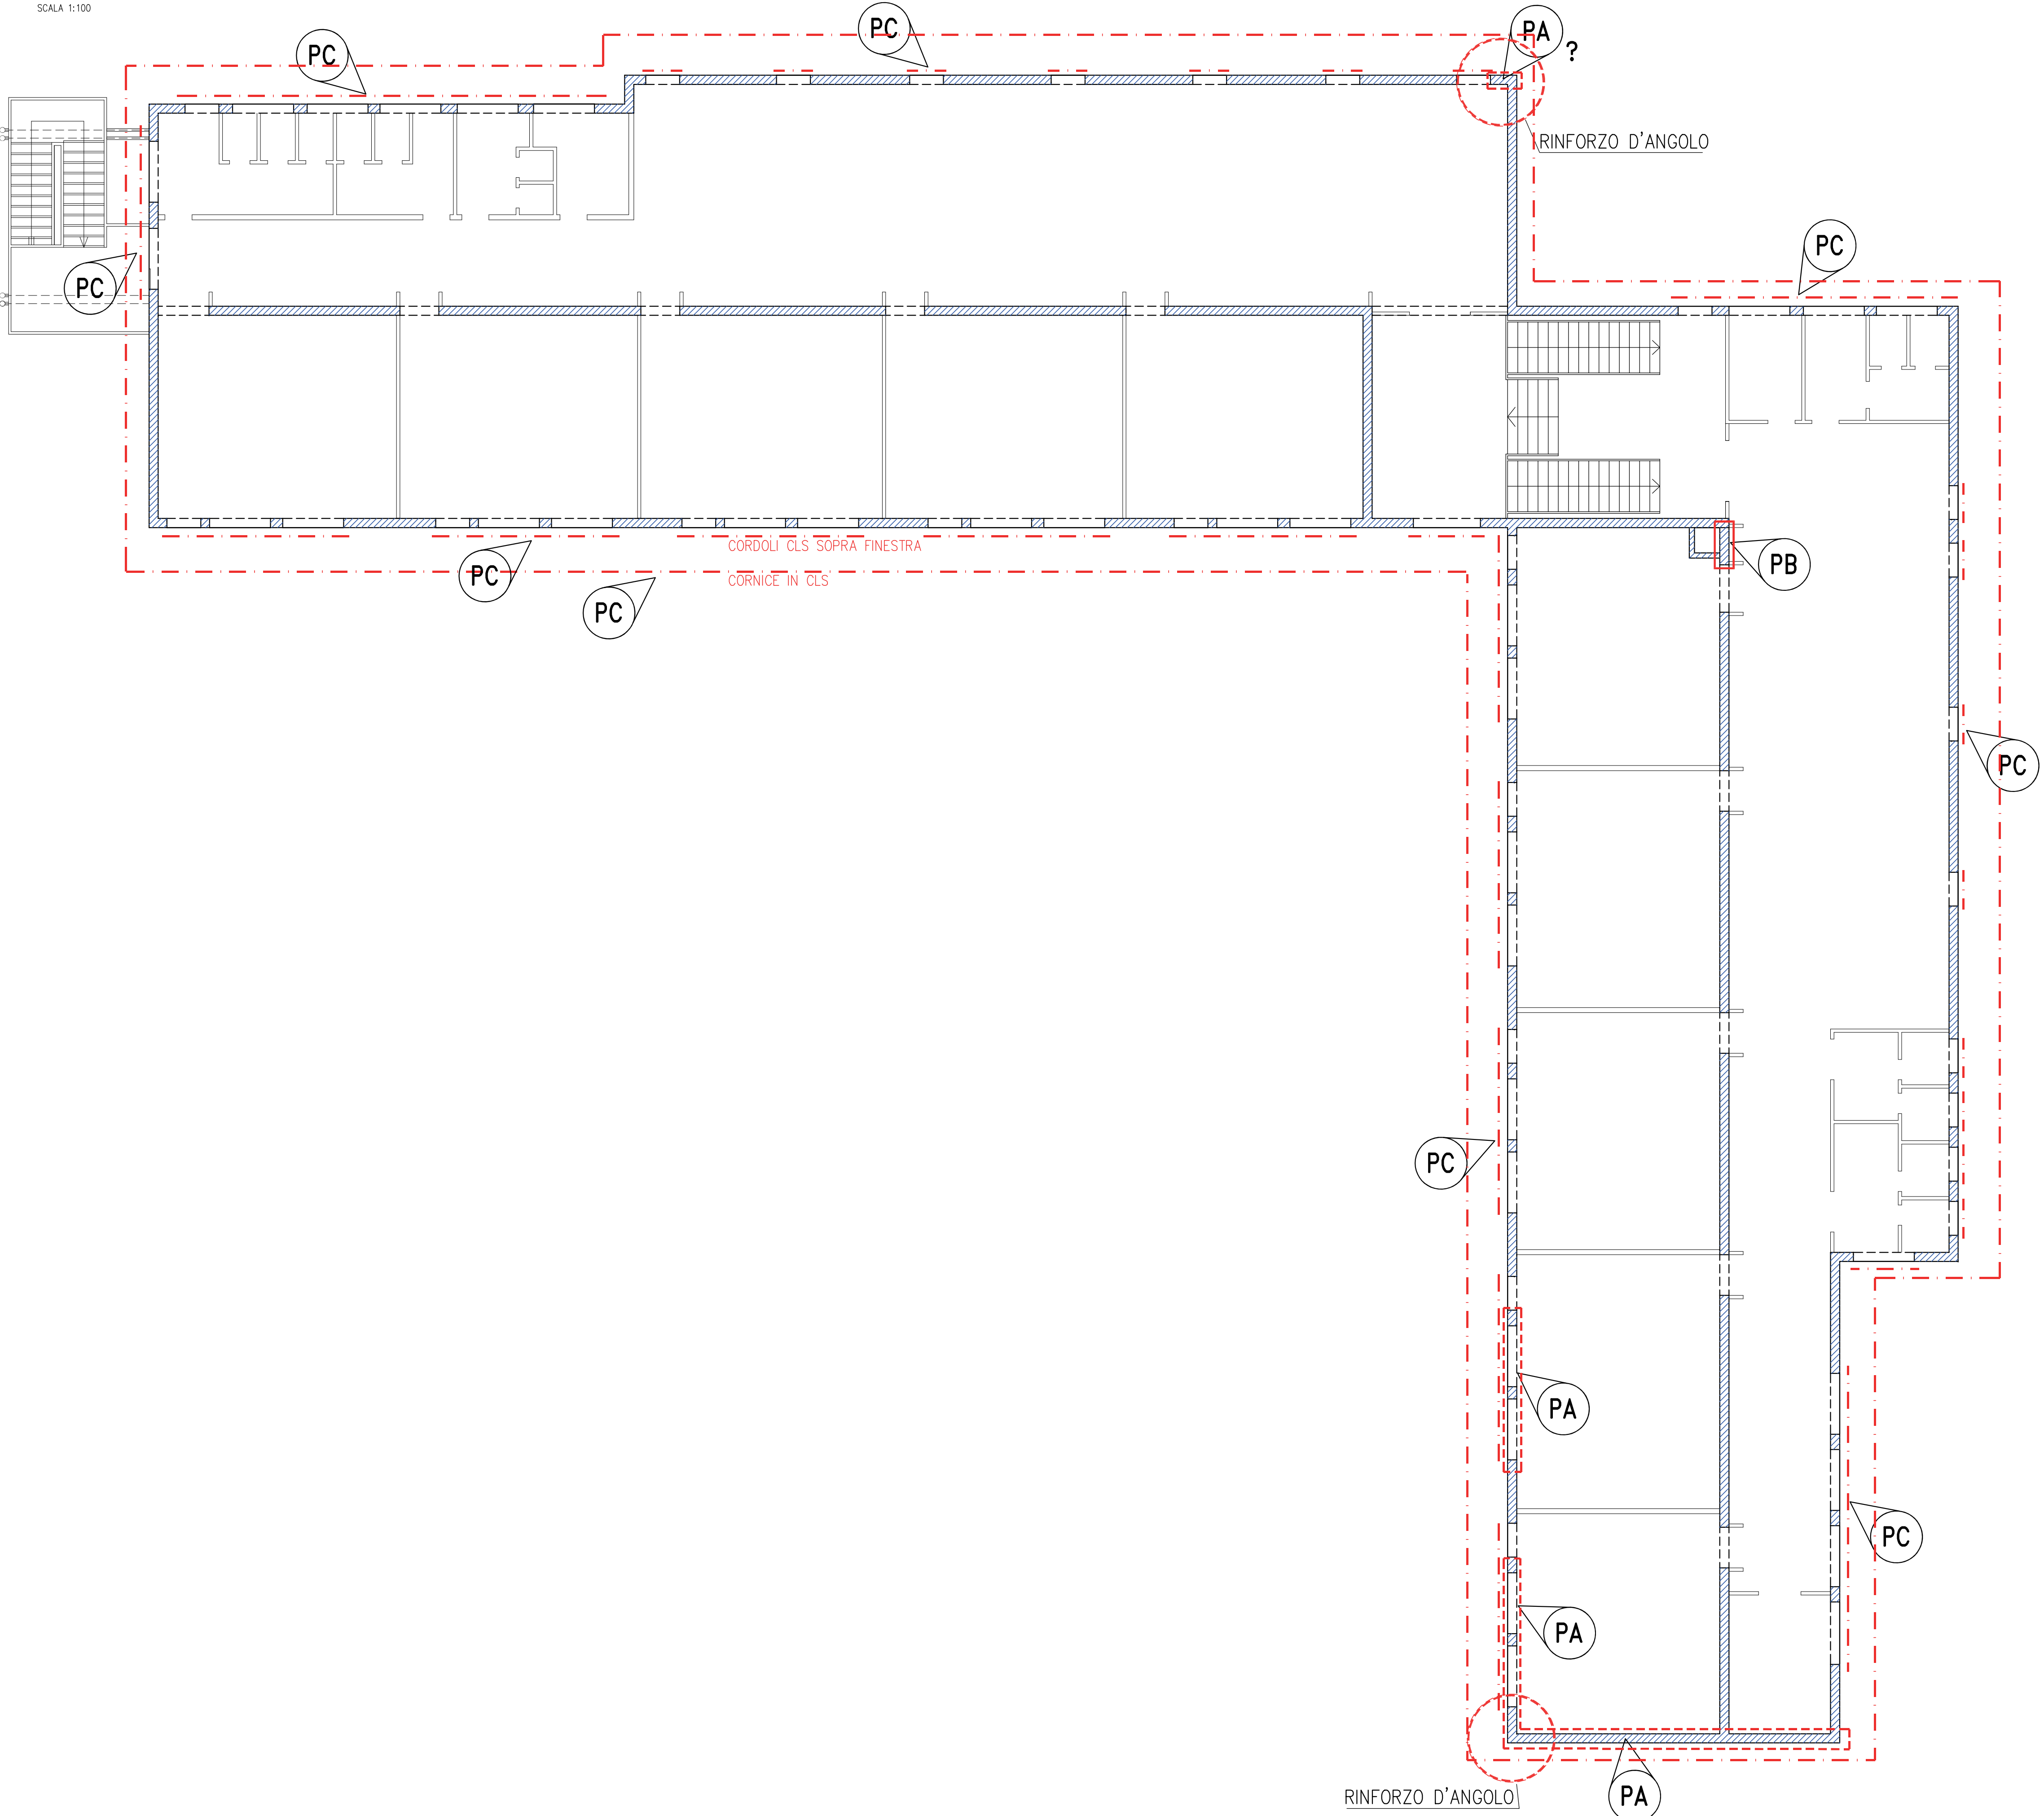 SCALA 1:100
PC
PC
PA
?
RINFORZO D'ANGOLO
PC
PC
CORDOLI CLS SOPRA FINESTRA
PC
PB
CORNICE IN CLS
PC
PC
PC
PA
PC
PA
RINFORZO D'ANGOLO
PA